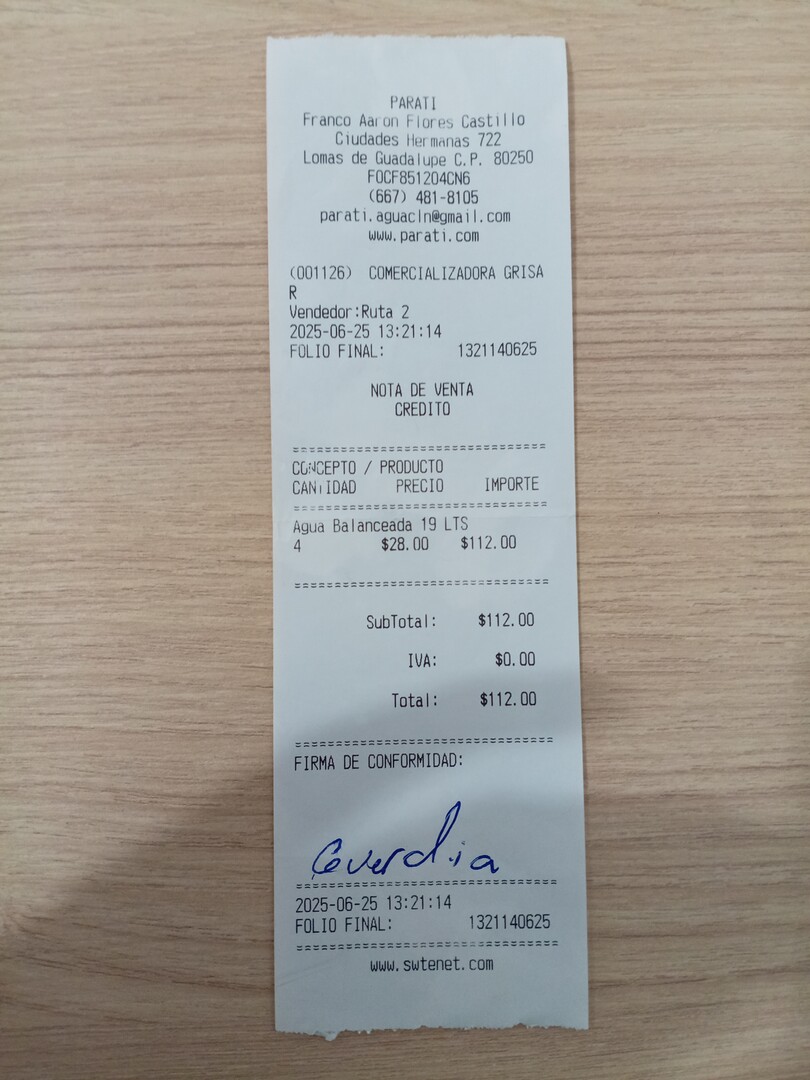 PARATI
Franco Aaron Flores Castillo
Ciudades Hermanas 722
Lomas de Guadalupe C.P. 80250
FOCF851204CN6
(667) 481-8105
parati.aguacln@gmail.com
www.parati.com
(001126) COMERCIALIZADORA GRISA
R
Vendedor:Ruta 2
2025-06-25 13:21:14
FOLIO FINAL: 1321140625
NOTA DE VENTA
CREDITO
================================
CONCEPTO / PRODUCTO
CANTIDAD PRECIO IMPORTE
================================
Agua Balanceada 19 LTS
4 $28.00 $112.00
================================
SubTotal: $112.00
IVA: $0.00
Total: $112.00
================================
FIRMA DE CONFORMIDAD:
================================
2025-06-25 13:21:14
FOLIO FINAL: 1321140625
================================
www.swtenet.com